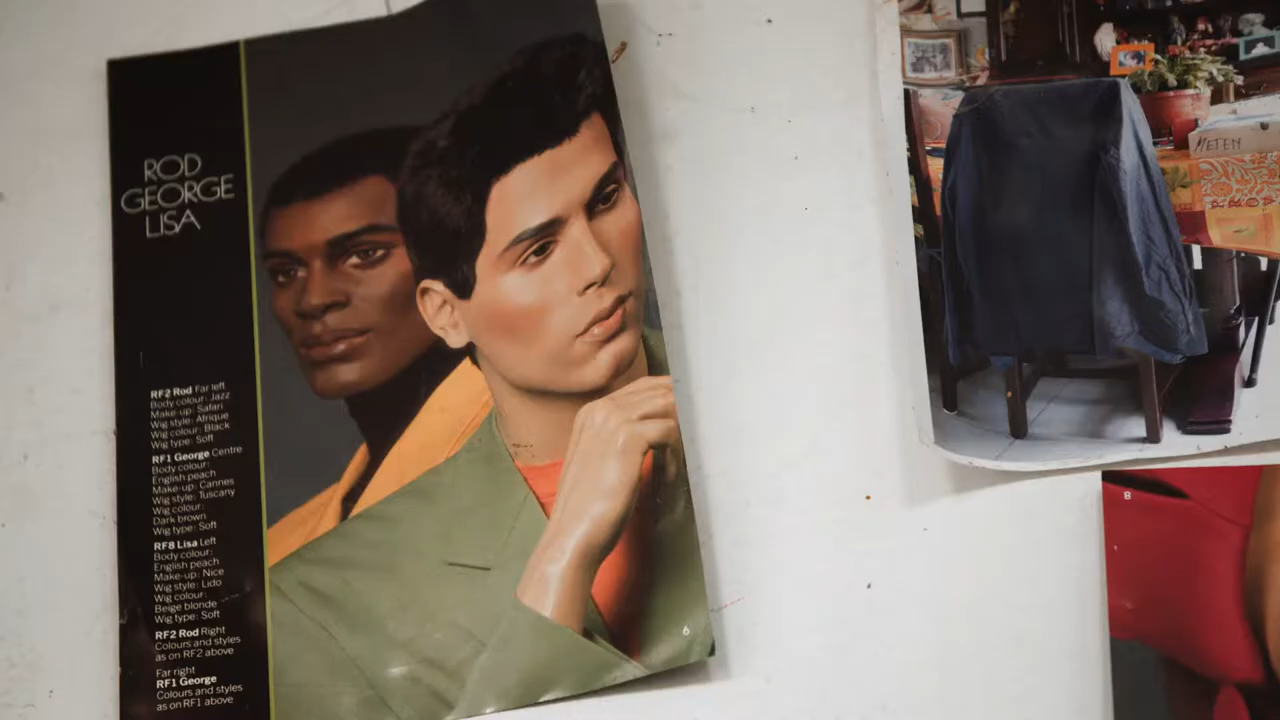 ROD
GEORGE
LISA
RF2 Rod Far left
Body colour: Jazz
Make-up: Safari
Wig style: Afrique
Wig colour: Black
Wig type: Soft
RF1 George Centre
Body colour:
English peach
Make-up: Cannes
Wig style: Tuscany
Wig colour:
Dark brown
Wig type: Soft
RF8 Lisa Left
Body colour:
English peach
Make-up: Nice
Wig style: Lido
Wig colour:
Beige blonde
Wig type: Soft
RF2 Rod Right
Colours and styles
as on RF2 above
Far right
RF1 George
Colours and styles
as on RF1 above
6
METEN
8